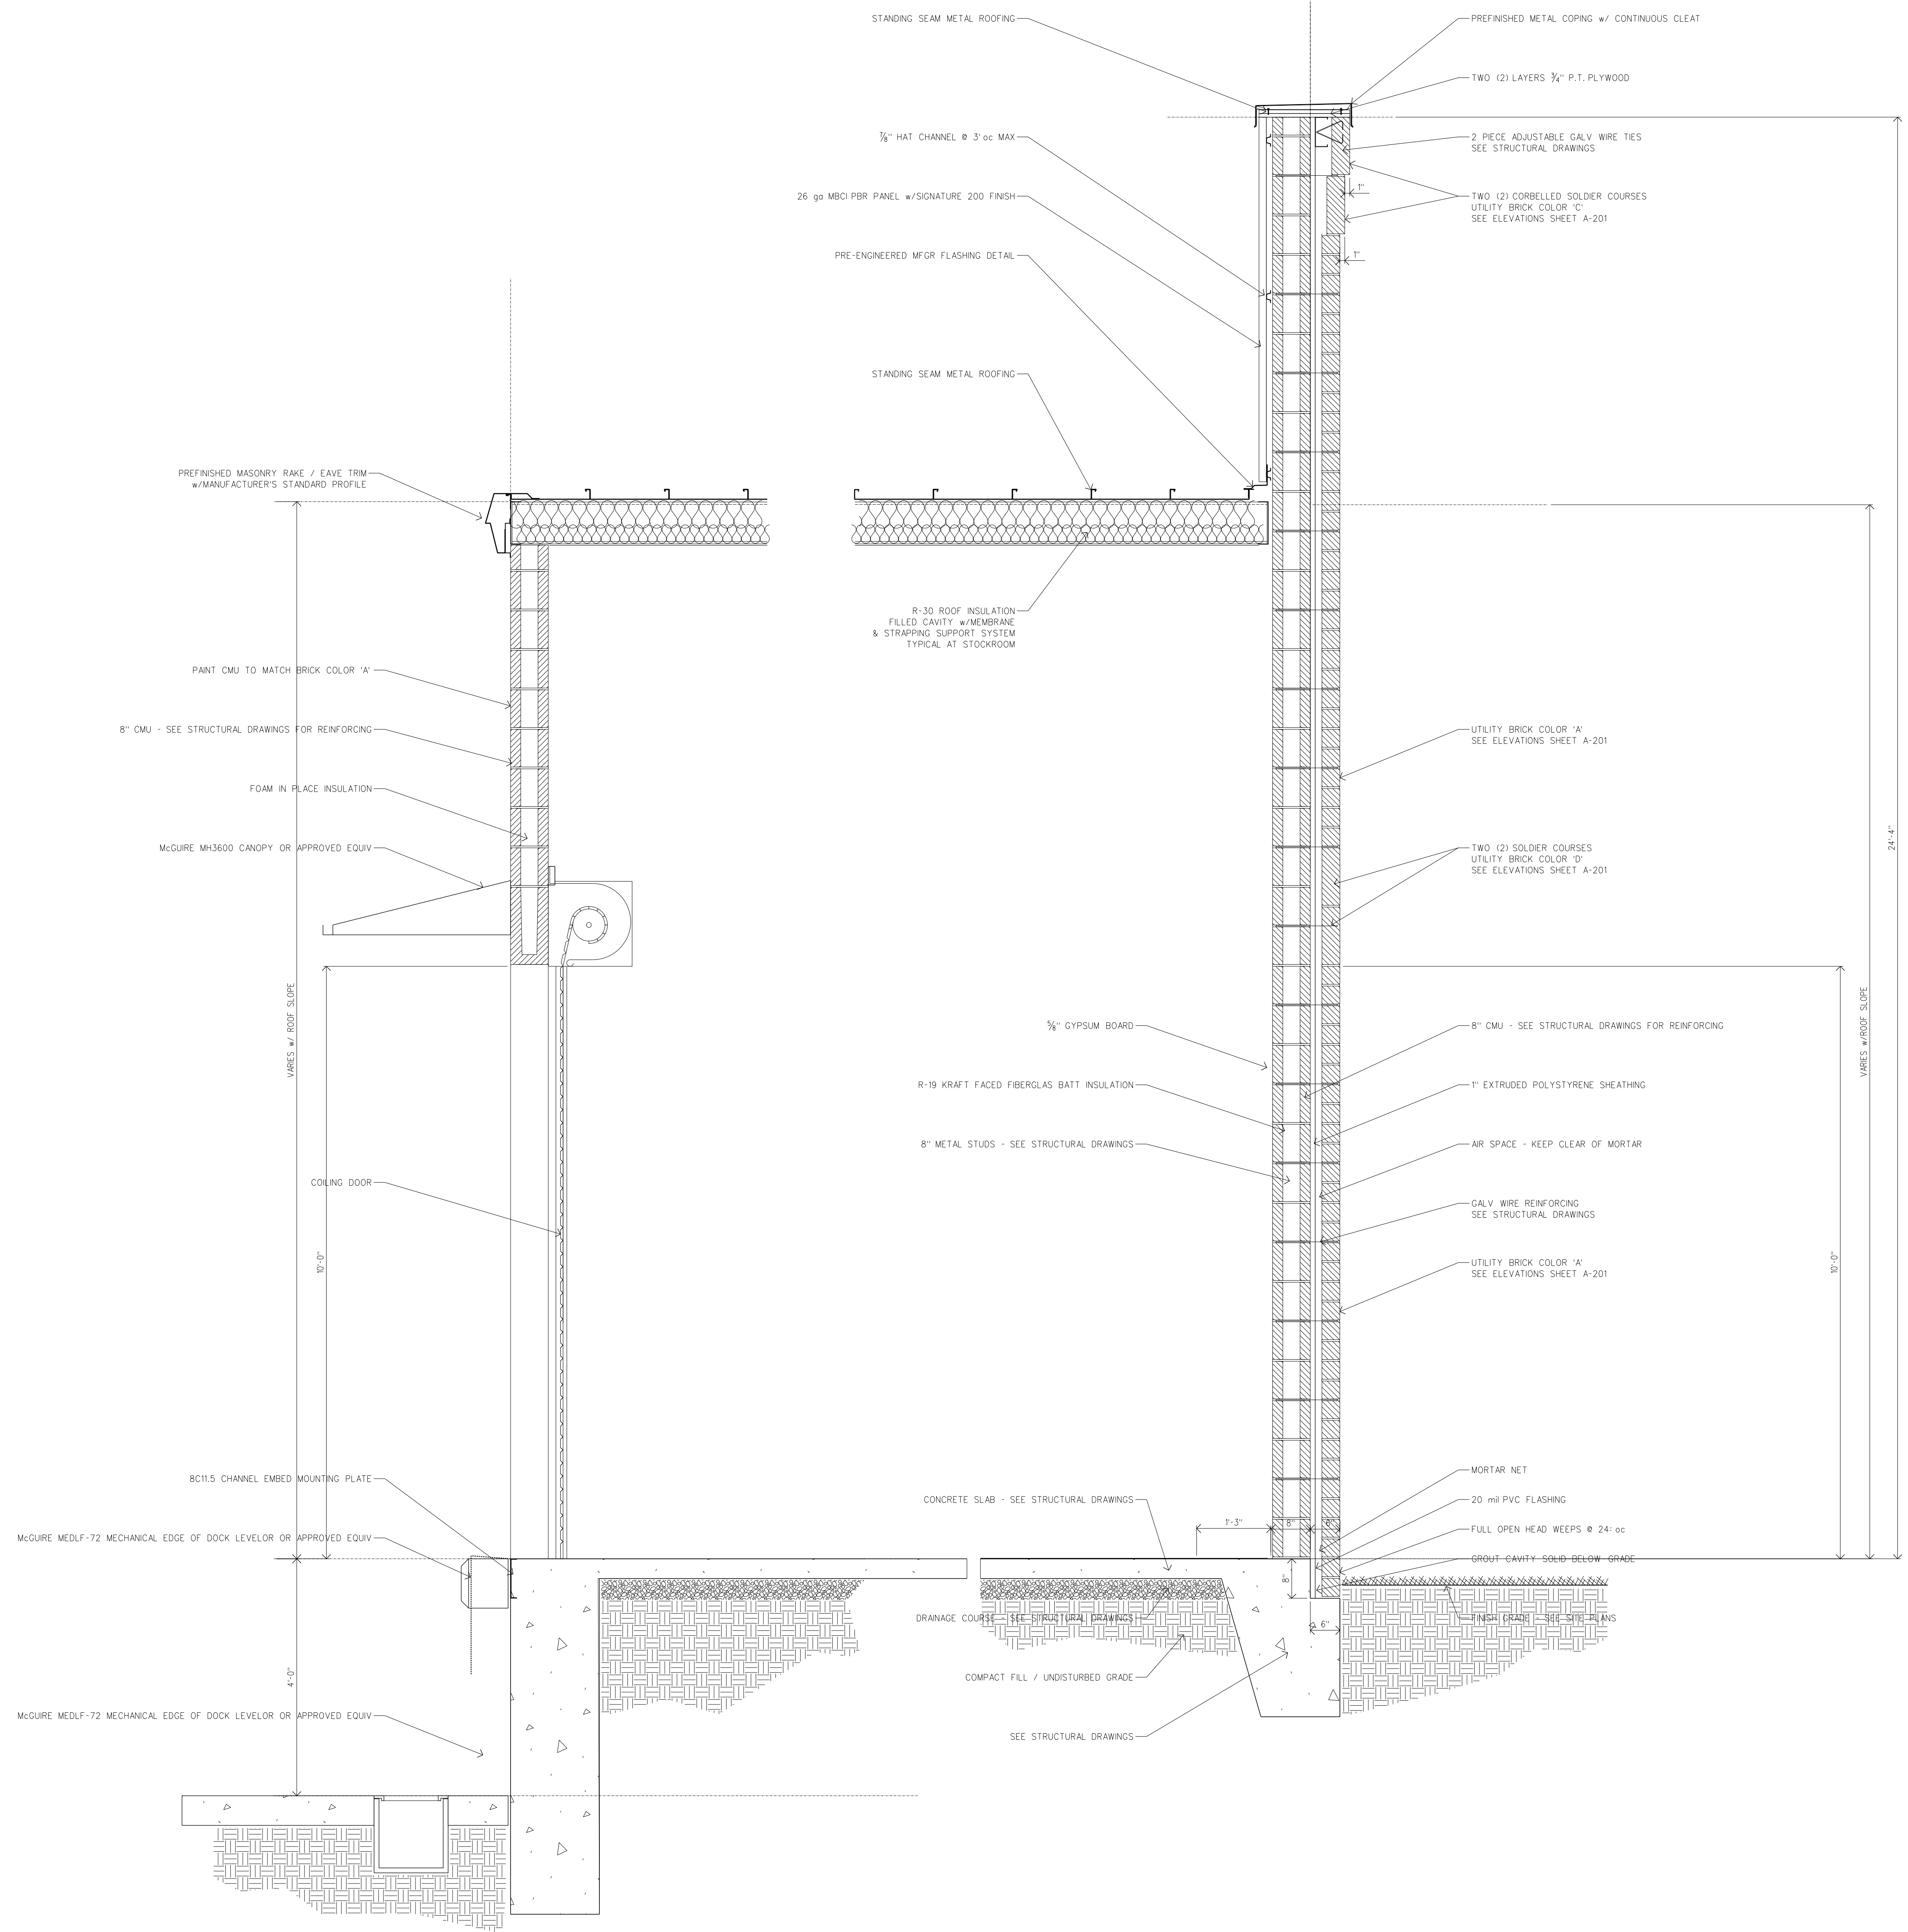 STANDING SEAM METAL ROOFING
PREFINISHED METAL COPING w/ CONTINUOUS CLEAT
TWO (2) LAYERS ¾" P.T. PLYWOOD
⅞" HAT CHANNEL @ 3' oc MAX
2 PIECE ADJUSTABLE GALV WIRE TIES
SEE STRUCTURAL DRAWINGS
26 ga MBCI PBR PANEL w/SIGNATURE 200 FINISH
1"
TWO (2) CORBELLED SOLDIER COURSES
UTILITY BRICK COLOR 'C'
SEE ELEVATIONS SHEET A-201
PRE-ENGINEERED MFGR FLASHING DETAIL
1"
STANDING SEAM METAL ROOFING
PREFINISHED MASONRY RAKE / EAVE TRIM
w/MANUFACTURER'S STANDARD PROFILE
R-30 ROOF INSULATION
FILLED CAVITY w/MEMBRANE
& STRAPPING SUPPORT SYSTEM
TYPICAL AT STOCKROOM
PAINT CMU TO MATCH BRICK COLOR 'A'
8" CMU - SEE STRUCTURAL DRAWINGS FOR REINFORCING
UTILITY BRICK COLOR 'A'
SEE ELEVATIONS SHEET A-201
FOAM IN PLACE INSULATION
24'-4"
McGUIRE MH3600 CANOPY OR APPROVED EQUIV
TWO (2) SOLDIER COURSES
UTILITY BRICK COLOR 'D'
SEE ELEVATIONS SHEET A-201
VARIES w/ ROOF SLOPE
VARIES w/ROOF SLOPE
⅝" GYPSUM BOARD
8" CMU - SEE STRUCTURAL DRAWINGS FOR REINFORCING
R-19 KRAFT FACED FIBERGLAS BATT INSULATION
1" EXTRUDED POLYSTYRENE SHEATHING
8" METAL STUDS - SEE STRUCTURAL DRAWINGS
AIR SPACE - KEEP CLEAR OF MORTAR
COILING DOOR
GALV WIRE REINFORCING
SEE STRUCTURAL DRAWINGS
10'-0"
10'-0"
UTILITY BRICK COLOR 'A'
SEE ELEVATIONS SHEET A-201
8C11.5 CHANNEL EMBED MOUNTING PLATE
MORTAR NET
CONCRETE SLAB - SEE STRUCTURAL DRAWINGS
20 mil PVC FLASHING
1'-3"
8"
6"
FULL OPEN HEAD WEEPS @ 24: oc
McGUIRE MEDLF-72 MECHANICAL EDGE OF DOCK LEVELOR OR APPROVED EQUIV
GROUT CAVITY SOLID BELOW GRADE
8"
DRAINAGE COURSE - SEE STRUCTURAL DRAWINGS
FINISH GRADE - SEE SITE PLANS
6"
4'-0"
COMPACT FILL / UNDISTURBED GRADE
McGUIRE MEDLF-72 MECHANICAL EDGE OF DOCK LEVELOR OR APPROVED EQUIV
SEE STRUCTURAL DRAWINGS